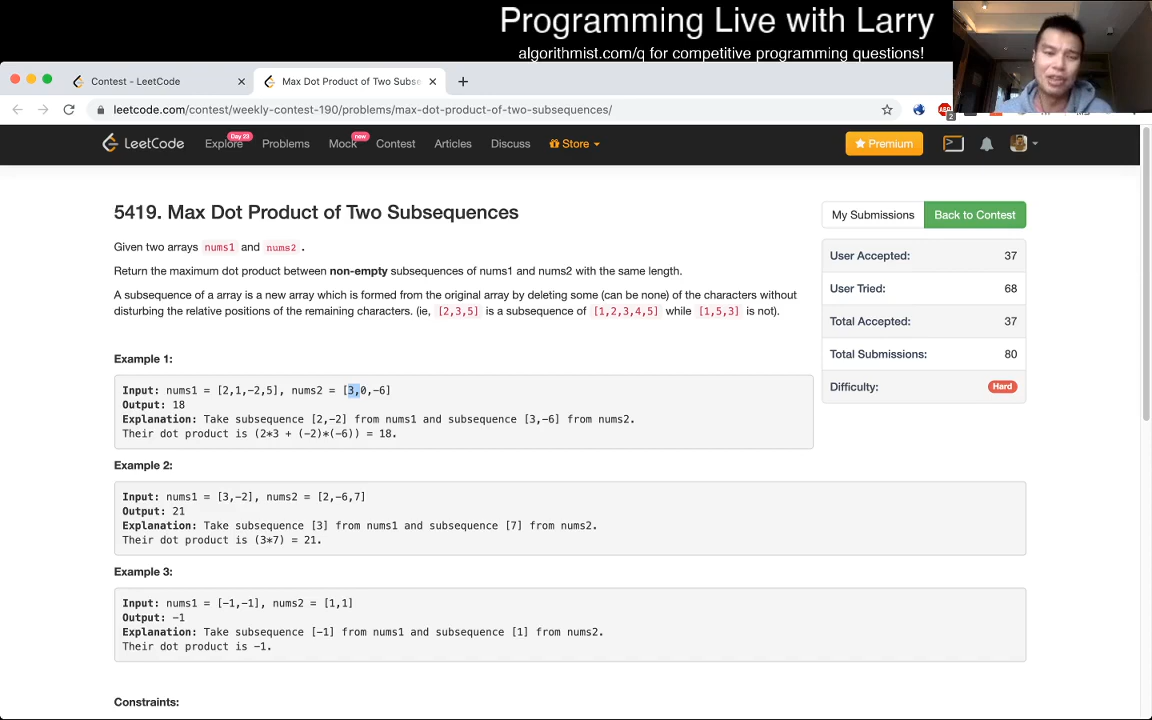 Programming Live with Larry
algorithmist.com/q for competitive programming questions!
Contest - LeetCode
Max Dot Product of Two Subse
leetcode.com/contest/weekly-contest-190/problems/max-dot-product-of-two-subsequences/
ABP
2
LeetCode
Explore
Day 23
Problems
Mock
new
Contest
Articles
Discuss
Store
Premium
5419. Max Dot Product of Two Subsequences
My Submissions
Back to Contest
Given two arrays nums1 and nums2 .
Return the maximum dot product between non-empty subsequences of nums1 and nums2 with the same length.
A subsequence of a array is a new array which is formed from the original array by deleting some (can be none) of the characters without
disturbing the relative positions of the remaining characters. (ie, [2,3,5] is a subsequence of [1,2,3,4,5] while [1,5,3] is not).
User Accepted: 37
User Tried: 68
Total Accepted: 37
Total Submissions: 80
Difficulty: Hard
Example 1:
Input: nums1 = [2,1,-2,5], nums2 = [3,0,-6]
Output: 18
Explanation: Take subsequence [2,-2] from nums1 and subsequence [3,-6] from nums2.
Their dot product is (2*3 + (-2)*(-6)) = 18.
Example 2:
Input: nums1 = [3,-2], nums2 = [2,-6,7]
Output: 21
Explanation: Take subsequence [3] from nums1 and subsequence [7] from nums2.
Their dot product is (3*7) = 21.
Example 3:
Input: nums1 = [-1,-1], nums2 = [1,1]
Output: -1
Explanation: Take subsequence [-1] from nums1 and subsequence [1] from nums2.
Their dot product is -1.
Constraints: